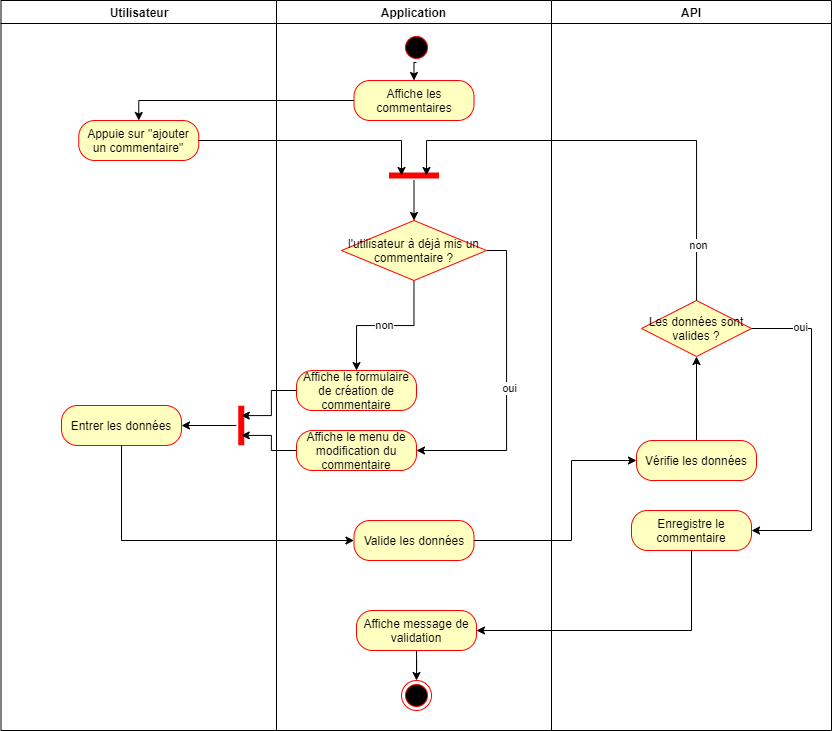 Utilisateur
Application
API
Affiche les
commentaires
Appuie sur "ajouter
un commentaire"
l'utilisateur à déjà mis un
commentaire ?
non
oui
non
Les données sont
valides ?
oui
Affiche le formulaire
de création de
commentaire
Entrer les données
Affiche le menu de
modification du
commentaire
Vérifie les données
Valide les données
Enregistre le
commentaire
Affiche message de
validation